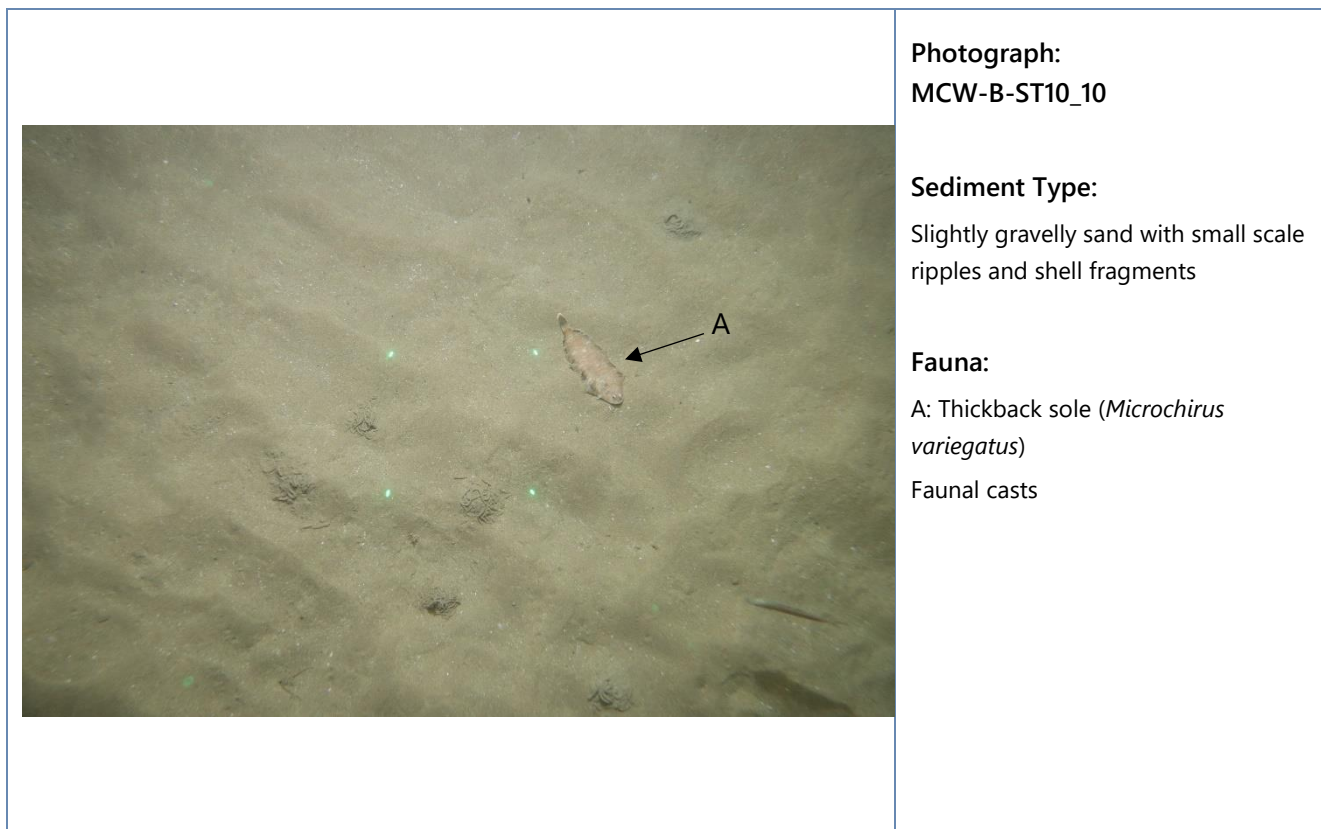 A
Photograph:
MCW-B-ST10_10
Sediment Type:
Slightly gravelly sand with small scale
ripples and shell fragments
Fauna:
A: Thickback sole (Microchirus
variegatus)
Faunal casts